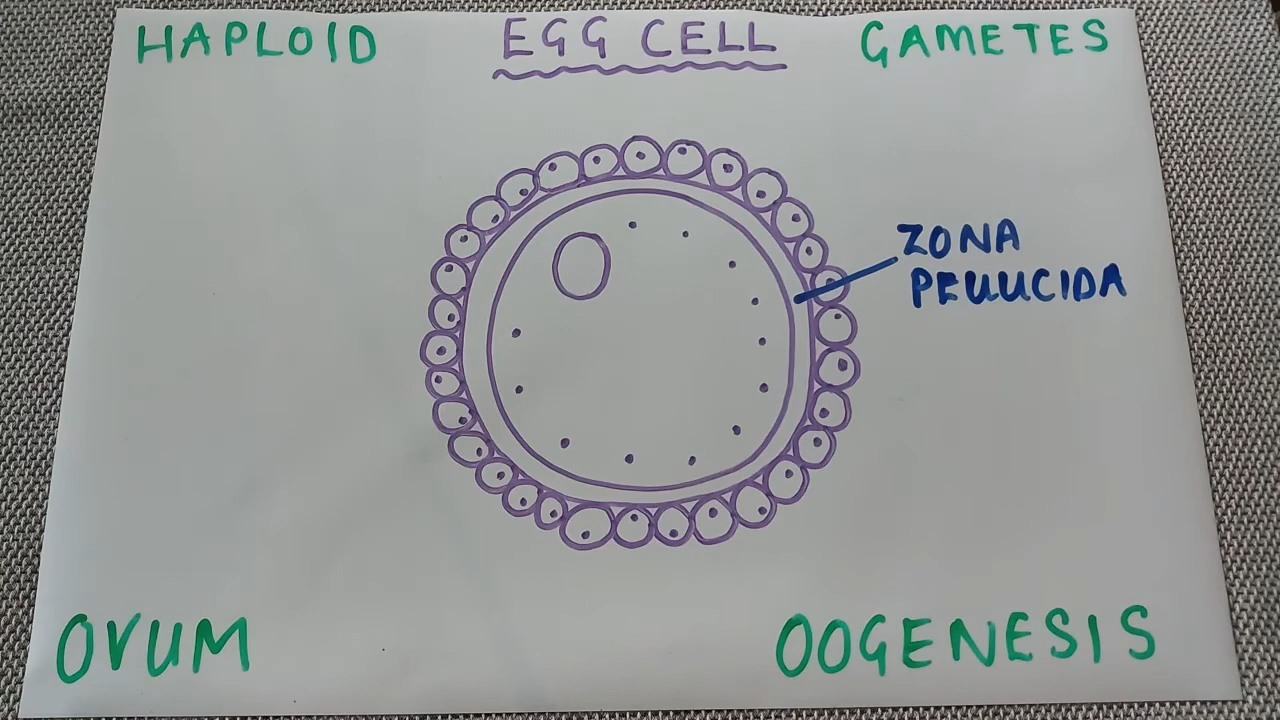 HAPLOID
EGG CELL
GAMETES
ZONA
PELLUCIDA
OVUM
OOGENESIS